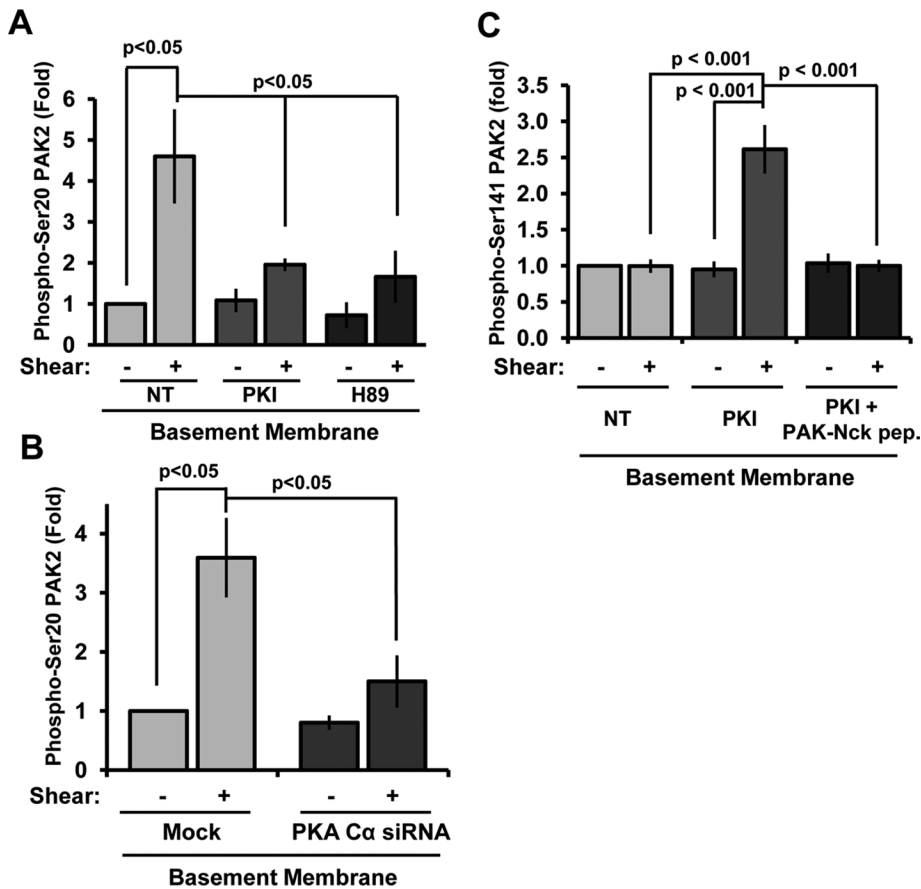 A
p<0.05
p<0.05
Phospho-Ser20 PAK2 (Fold)
6
5
4
3
2
1
0
Shear: - + - + - +
NT PKI H89
Basement Membrane
B
p<0.05
p<0.05
Phospho-Ser20 PAK2 (Fold)
4
3
2
1
0
Shear: - + - +
Mock PKA Cα siRNA
Basement Membrane
C
p < 0.001
p < 0.001
p < 0.001
Phospho-Ser141 PAK2 (fold)
3.5
3.0
2.5
2.0
1.5
1.0
0.5
0.0
Shear: - + - + - +
NT PKI PKI +
PAK-Nck pep.
Basement Membrane